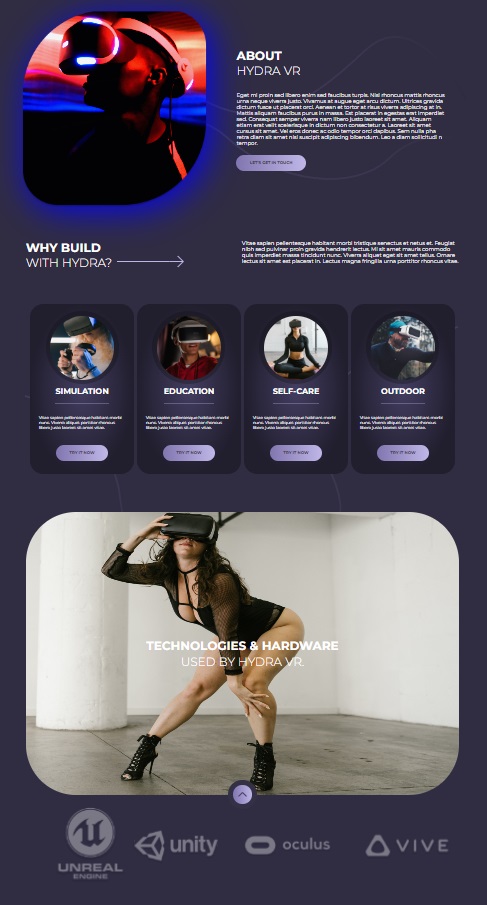 ABOUT
HYDRA VR
Eget mi proin sed libero enim sed faucibus turpis. Nisl rhoncus mattis rhoncus
urna neque viverra justo. Vivamus at augue eget arcu dictum. Ultrices gravida
dictum fusce ut placerat orci. Aenean et tortor at risus viverra adipiscing at in.
Mattis aliquam faucibus purus in massa. Est placerat in egestas erat imperdiet
sed. Consequat semper viverra nam libero justo laoreet sit amet. Aliquam
etiam erat velit scelerisque in dictum non consectetur a. Laoreet sit amet
cursus sit amet. Vel eros donec ac odio tempor orci dapibus. Sem nulla pha
retra diam sit amet nisl suscipit adipiscing bibendum. Leo a diam sollicitudin
tempor.
LET'S GET IN TOUCH
WHY BUILD
WITH HYDRA?
Vitae sapien pellentesque habitant morbi tristique senectus et netus et. Feugiat
nibh sed pulvinar proin gravida hendrerit lectus. Mi sit amet mauris commodo
quis imperdiet massa tincidunt nunc. Viverra aliquet eget sit amet tellus. Ornare
lectus sit amet est placerat in. Lectus magna fringilla urna porttitor rhoncus vitae.
SIMULATION
Vitae sapien pellentesque habitant morbi
nunc. Viverra aliquet porttitor rhoncus
libero justo laoreet sit amet vitae.
TRY IT NOW
EDUCATION
Vitae sapien pellentesque habitant morbi
nunc. Viverra aliquet porttitor rhoncus
libero justo laoreet sit amet vitae.
TRY IT NOW
SELF-CARE
Vitae sapien pellentesque habitant morbi
nunc. Viverra aliquet porttitor rhoncus
libero justo laoreet sit amet vitae.
TRY IT NOW
OUTDOOR
Vitae sapien pellentesque habitant morbi
nunc. Viverra aliquet porttitor rhoncus
libero justo laoreet sit amet vitae.
TRY IT NOW
TECHNOLOGIES & HARDWARE
USED BY HYDRA VR.
UNREAL
ENGINE
unity
oculus
VIVE